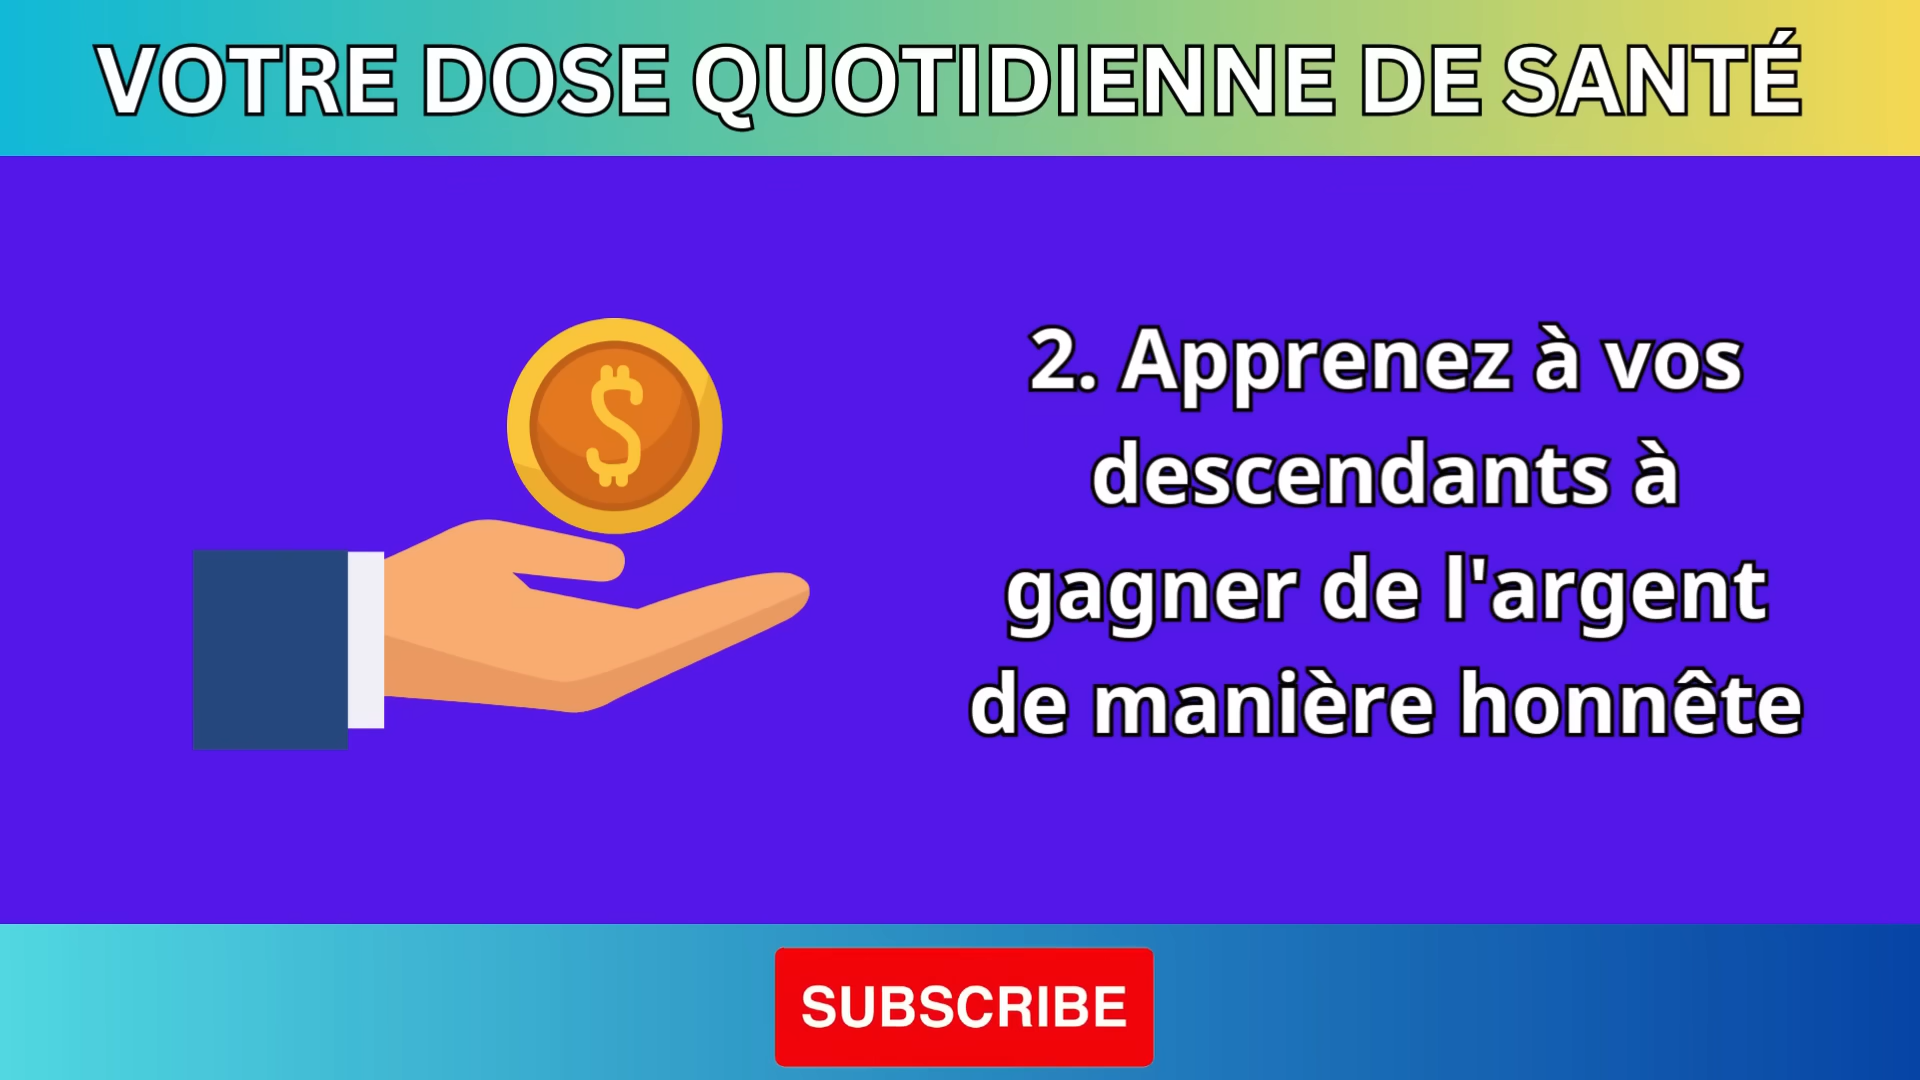 VOTRE DOSE QUOTIDIENNE DE SANTÉ
2. Apprenez à vos
descendants à
gagner de l'argent
de manière honnête
SUBSCRIBE